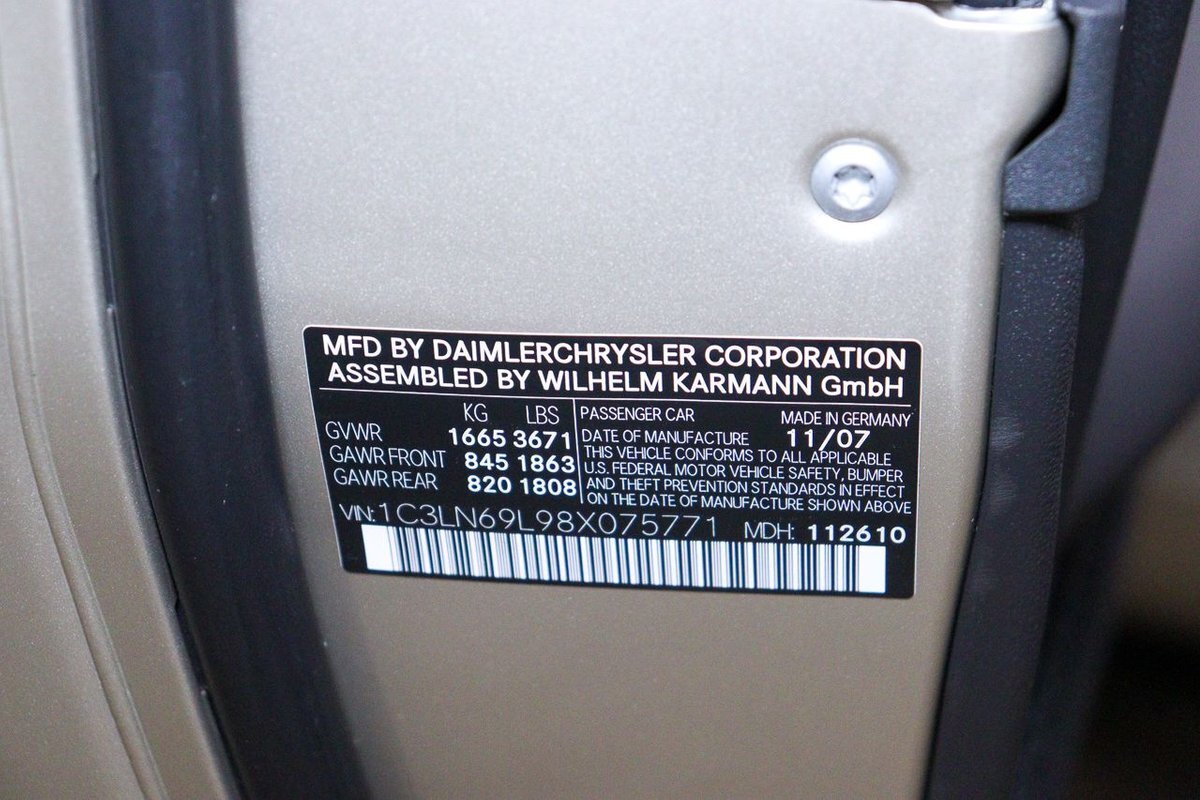 MFD BY DAIMLERCHRYSLER CORPORATION
ASSEMBLED BY WILHELM KARMANN GmbH
KG LBS
GVWR 1665 3671
GAWR FRONT 845 1863
GAWR REAR 820 1808
PASSENGER CAR MADE IN GERMANY
DATE OF MANUFACTURE 11/07
THIS VEHICLE CONFORMS TO ALL APPLICABLE
U.S. FEDERAL MOTOR VEHICLE SAFETY, BUMPER
AND THEFT PREVENTION STANDARDS IN EFFECT
ON THE DATE OF MANUFACTURE SHOWN ABOVE
VIN: 1C3LN69L98X075771 MDH: 112610